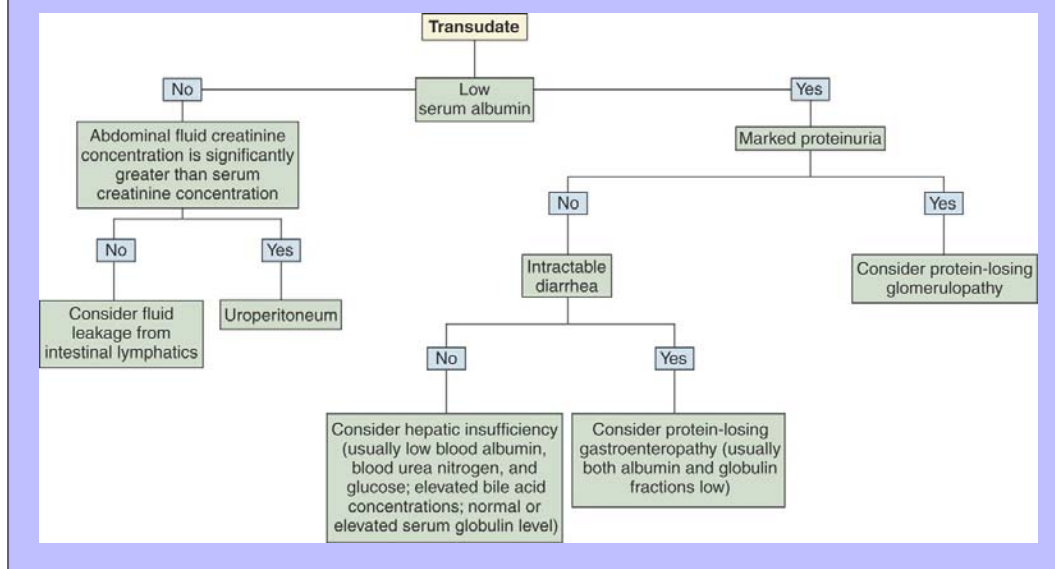 Transudate
No
Low
serum albumin
Yes
Abdominal fluid creatinine
concentration is significantly
greater than serum
creatinine concentration
Marked proteinuria
No
Yes
No
Yes
Consider fluid
leakage from
intestinal lymphatics
Uroperitoneum
Intractable
diarrhea
Consider protein-losing
glomerulopathy
No
Yes
Consider hepatic insufficiency
(usually low blood albumin,
blood urea nitrogen, and
glucose; elevated bile acid
concentrations; normal or
elevated serum globulin level)
Consider protein-losing
gastroenteropathy (usually
both albumin and globulin
fractions low)